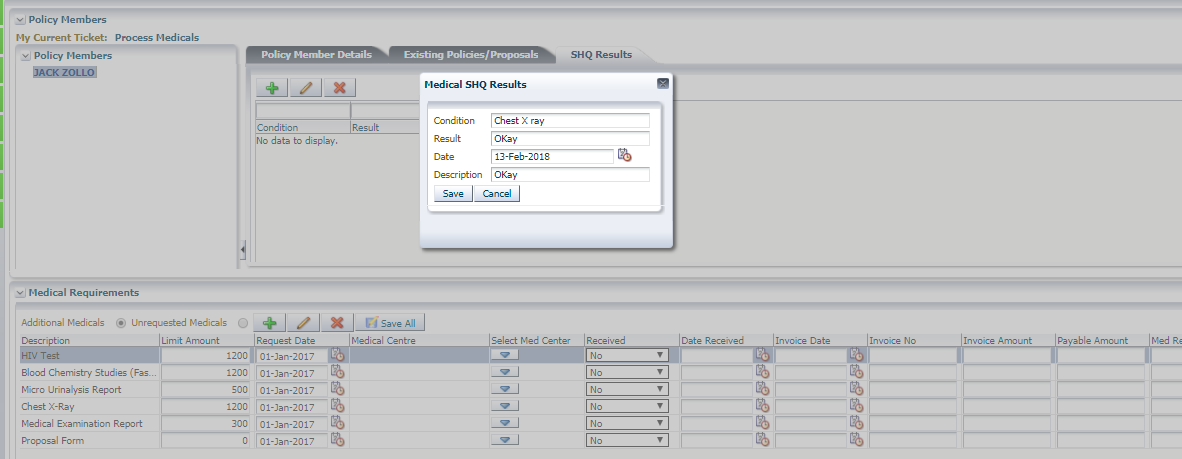 Policy Members
My Current Ticket: Process Medicals
Policy Members
JACK ZOLLO
Policy Member Details Existing Policies/Proposals SHQ Results
Condition Result
No data to display.
Medical SHQ Results
Condition Chest X ray
Result OKay
Date 13-Feb-2018
Description OKay
Save Cancel
Medical Requirements
Additional Medicals Unrequested Medicals Save All
Description Limit Amount Request Date Medical Centre Select Med Center Received Date Received Invoice Date Invoice No Invoice Amount Payable Amount Med Re
HIV Test 1200 01-Jan-2017 No
Blood Chemistry Studies (Fas... 1200 01-Jan-2017 No
Micro Urinalysis Report 500 01-Jan-2017 No
Chest X-Ray 1200 01-Jan-2017 No
Medical Examination Report 300 01-Jan-2017 No
Proposal Form 0 01-Jan-2017 No